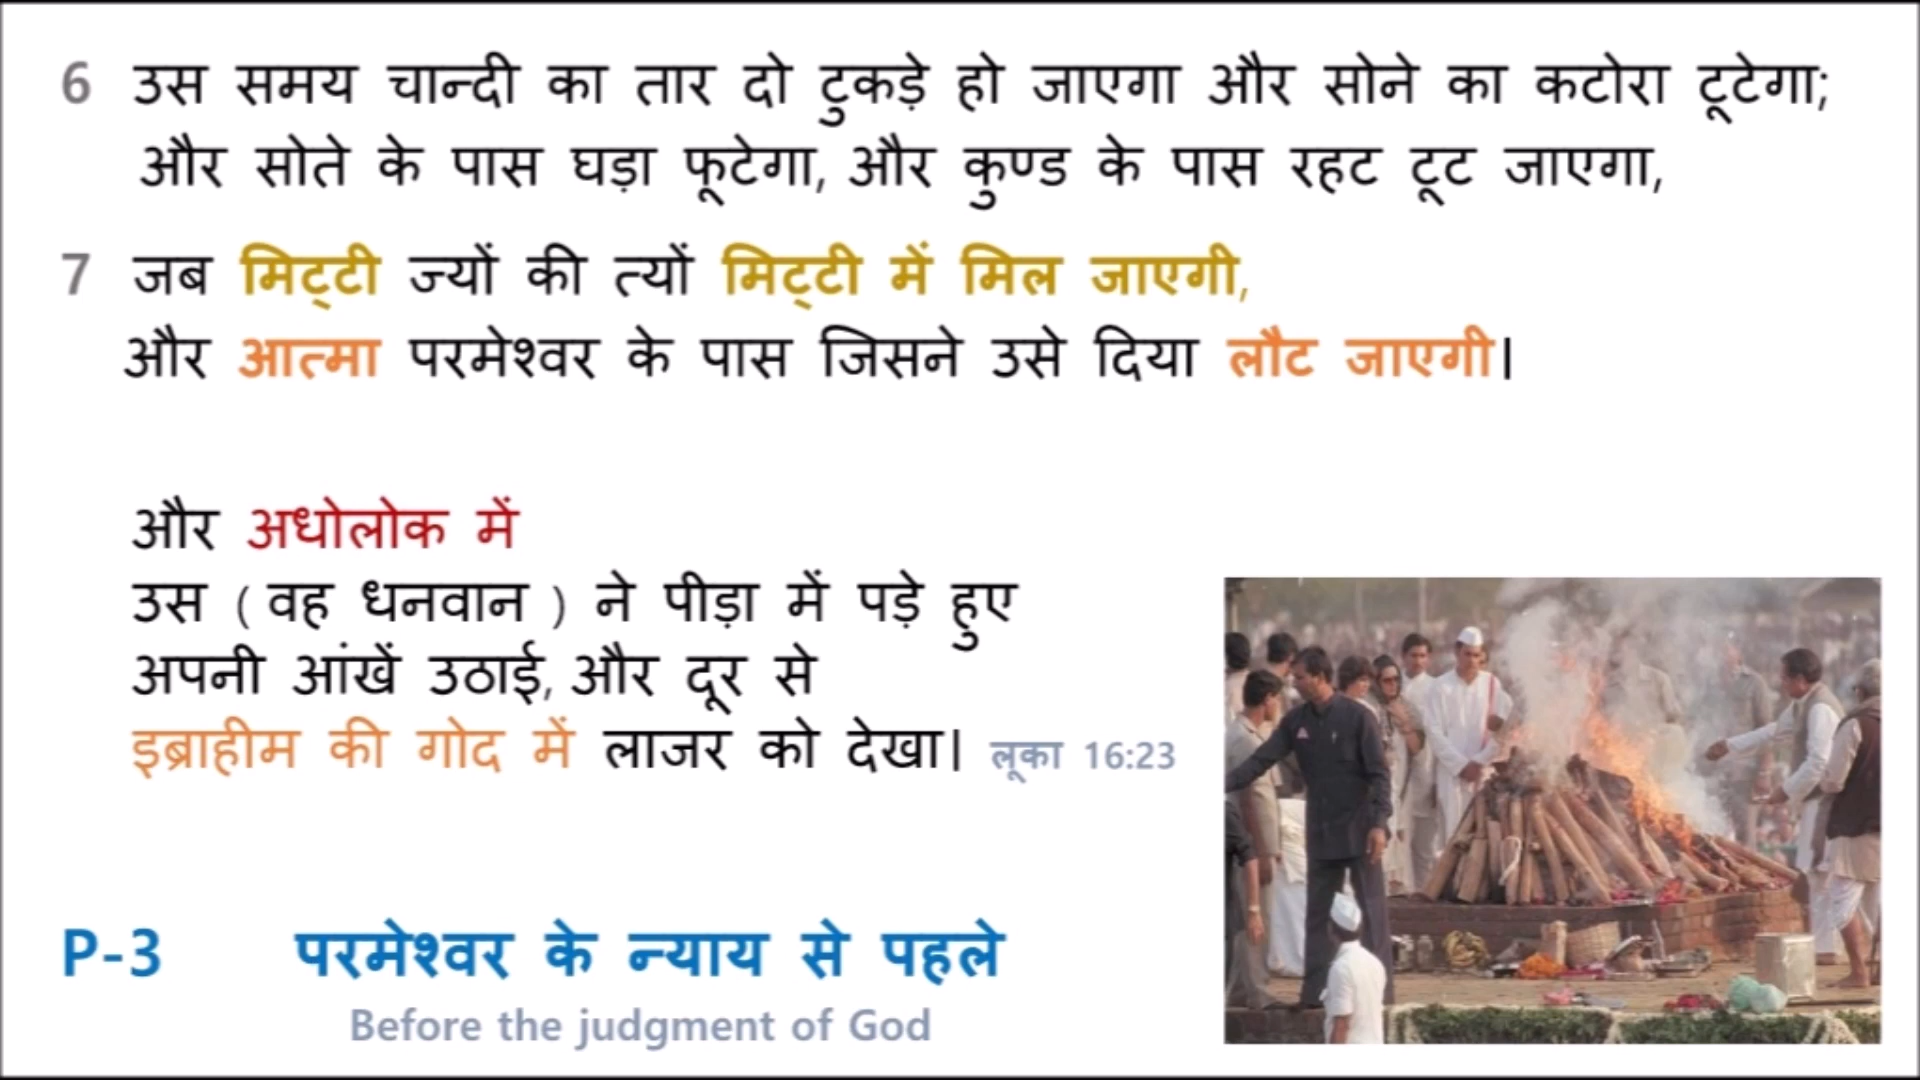 6 उस समय चान्दी का तार दो टुकड़े हो जाएगा और सोने का कटोरा टूटेगा;
और सोते के पास घड़ा फूटेगा, और कुण्ड के पास रहट टूट जाएगा,
7 जब मिट्टी ज्यों की त्यों मिट्टी में मिल जाएगी,
और आत्मा परमेश्वर के पास जिसने उसे दिया लौट जाएगी।
और अधोलोक में
उस ( वह धनवान ) ने पीड़ा में पड़े हुए
अपनी आंखें उठाई, और दूर से
इब्राहीम की गोद में लाजर को देखा। लूका 16:23
P-3 परमेश्वर के न्याय से पहले
Before the judgment of God